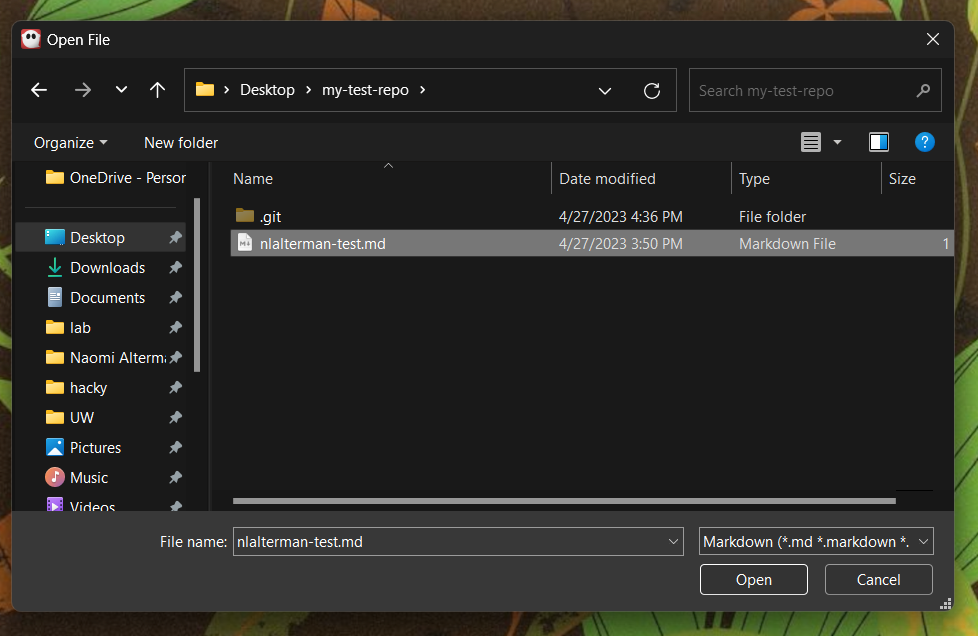 Open File
Desktop my-test-repo
Search my-test-repo
Organize New folder
OneDrive - Persor
Name Date modified Type Size
.git 4/27/2023 4:36 PM File folder
nlalterman-test.md 4/27/2023 3:50 PM Markdown File 1
Desktop
Downloads
Documents
lab
Naomi Alterma
hacky
UW
Pictures
Music
Videos
File name: nlalterman-test.md Markdown (*.md *.markdown *.
Open Cancel